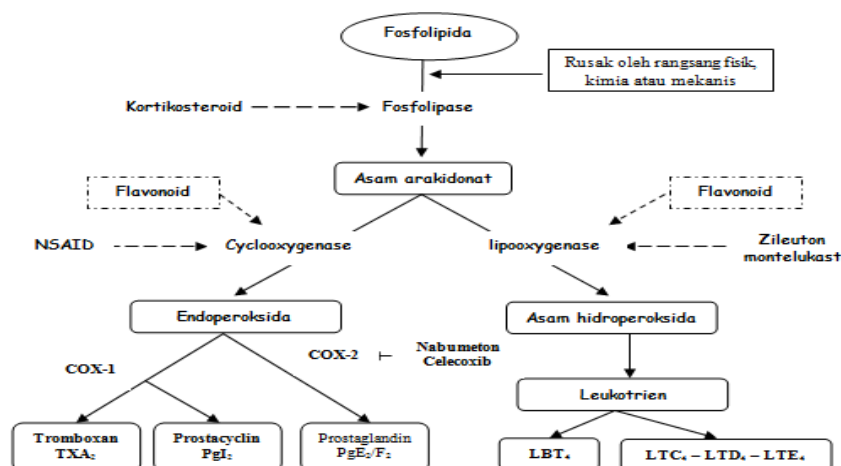 Fosfolipida
Rusak oleh rangsang fisik,
kimia atau mekanis
Kortikosteroid
Fosfolipase
Asam arakidonat
Flavonoid
Flavonoid
NSAID
Cyclooxygenase
lipooxygenase
Zileuton
montelukast
Endoperoksida
Asam hidroperoksida
COX-1
COX-2
Nabumeton
Celecoxib
Leukotrien
Tromboxan
TXA₂
Prostacyclin
PgI₂
Prostaglandin
PgE₂/F₂
LBT₄
LTC₄ – LTD₄ – LTE₄